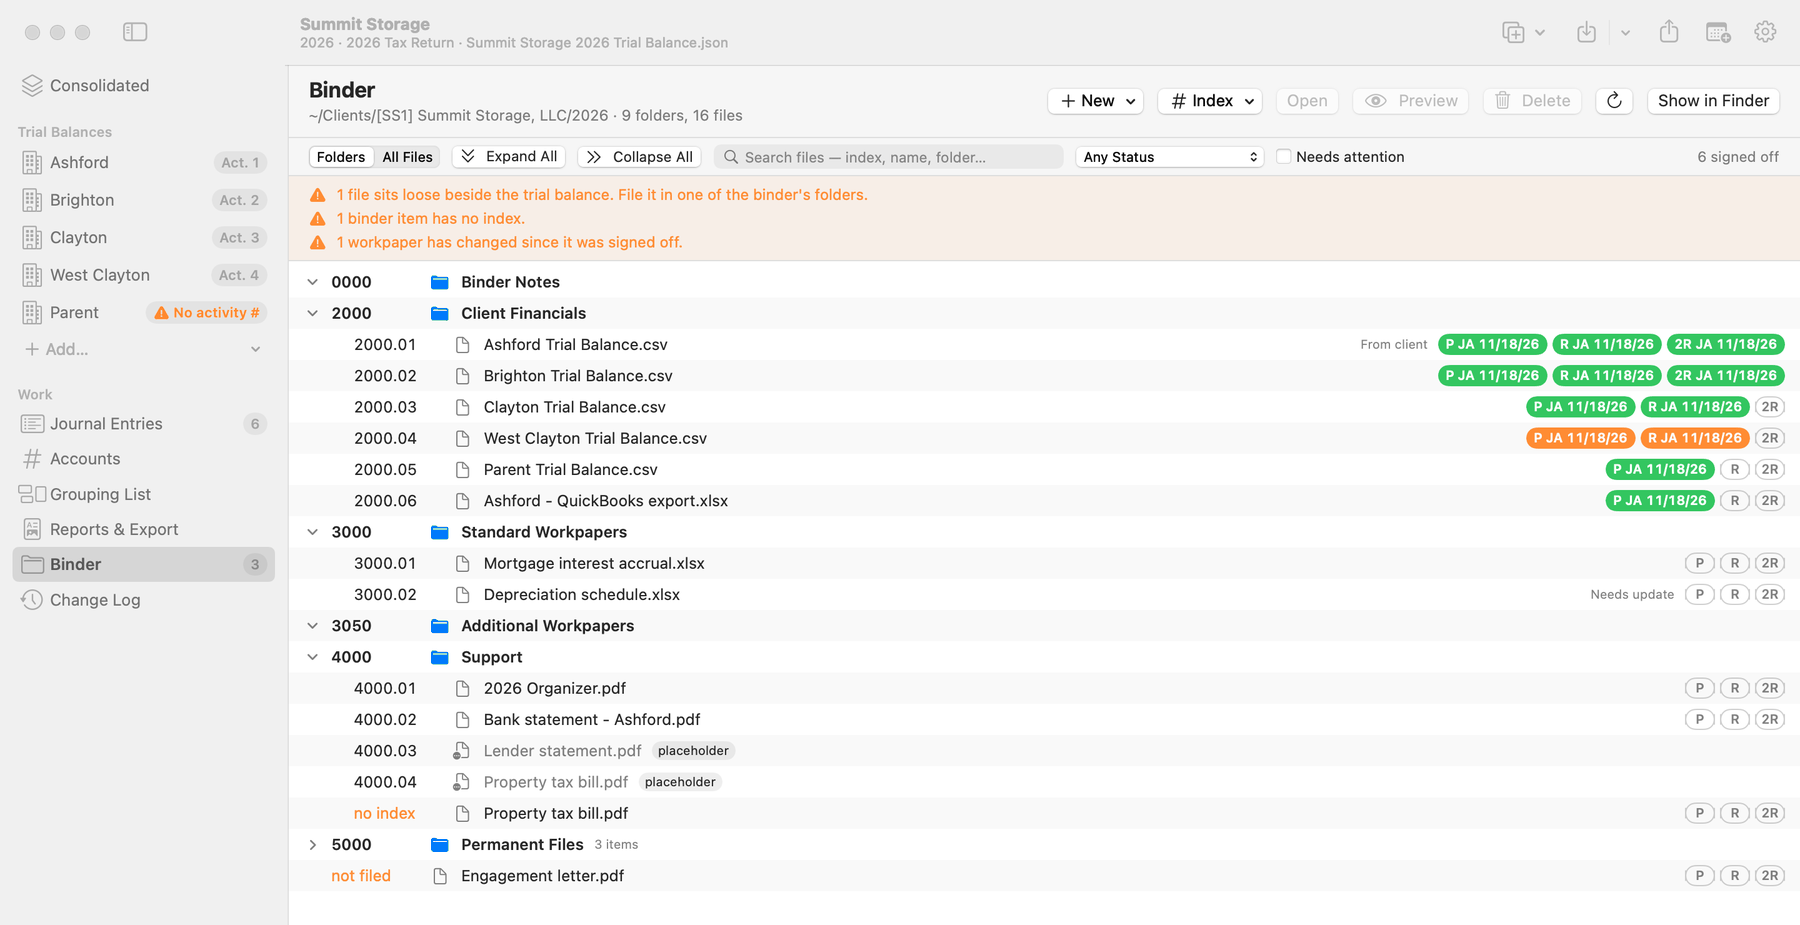 Summit Storage
2026 · 2026 Tax Return · Summit Storage 2026 Trial Balance.json
Consolidated
Trial Balances
Ashford Act. 1
Brighton Act. 2
Clayton Act. 3
West Clayton Act. 4
Parent No activity #
+ Add...
Work
Journal Entries 6
Accounts
Grouping List
Reports & Export
Binder 3
Change Log
Binder
~/Clients/[SS1] Summit Storage, LLC/2026 · 9 folders, 16 files
+ New # Index Open Preview Delete Show in Finder
Folders All Files Expand All Collapse All Search files — index, name, folder... Any Status Needs attention 6 signed off
1 file sits loose beside the trial balance. File it in one of the binder's folders.
1 binder item has no index.
1 workpaper has changed since it was signed off.
0000 Binder Notes
2000 Client Financials
2000.01 Ashford Trial Balance.csv From client P JA 11/18/26 R JA 11/18/26 2R JA 11/18/26
2000.02 Brighton Trial Balance.csv P JA 11/18/26 R JA 11/18/26 2R JA 11/18/26
2000.03 Clayton Trial Balance.csv P JA 11/18/26 R JA 11/18/26 2R
2000.04 West Clayton Trial Balance.csv P JA 11/18/26 R JA 11/18/26 2R
2000.05 Parent Trial Balance.csv P JA 11/18/26 R 2R
2000.06 Ashford - QuickBooks export.xlsx P JA 11/18/26 R 2R
3000 Standard Workpapers
3000.01 Mortgage interest accrual.xlsx P R 2R
3000.02 Depreciation schedule.xlsx Needs update P R 2R
3050 Additional Workpapers
4000 Support
4000.01 2026 Organizer.pdf P R 2R
4000.02 Bank statement - Ashford.pdf P R 2R
4000.03 Lender statement.pdf placeholder
4000.04 Property tax bill.pdf placeholder
no index Property tax bill.pdf P R 2R
5000 Permanent Files 3 items
not filed Engagement letter.pdf P R 2R